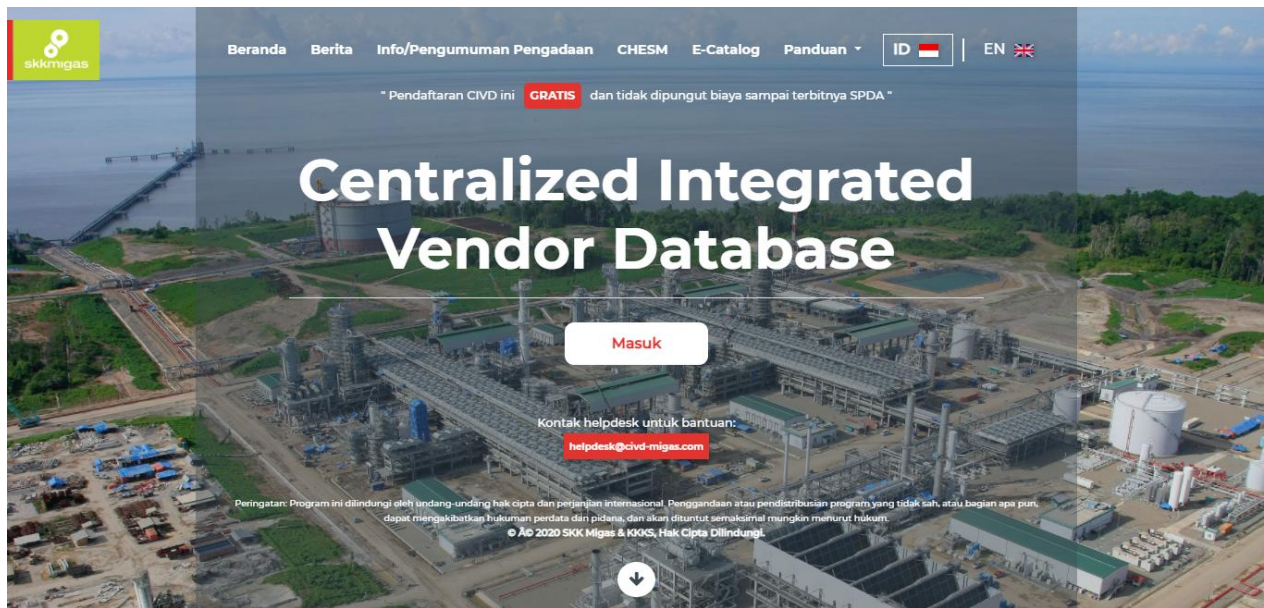 skkmigas
Beranda Berita Info/Pengumuman Pengadaan CHESM E-Catalog Panduan ID EN
" Pendaftaran CIVD ini GRATIS dan tidak dipungut biaya sampai terbitnya SPDA "
Centralized Integrated
Vendor Database
Masuk
Kontak helpdesk untuk bantuan:
helpdesk@civd-migas.com
Peringatan: Program ini dilindungi oleh undang-undang hak cipta dan perjanjian internasional. Penggandaan atau pendistribusian program yang tidak sah, atau bagian apa pun,
dapat mengakibatkan hukuman perdata dan pidana, dan akan dituntut semaksimal mungkin menurut hukum.
© Â© 2020 SKK Migas & KKKS, Hak Cipta Dilindungi.